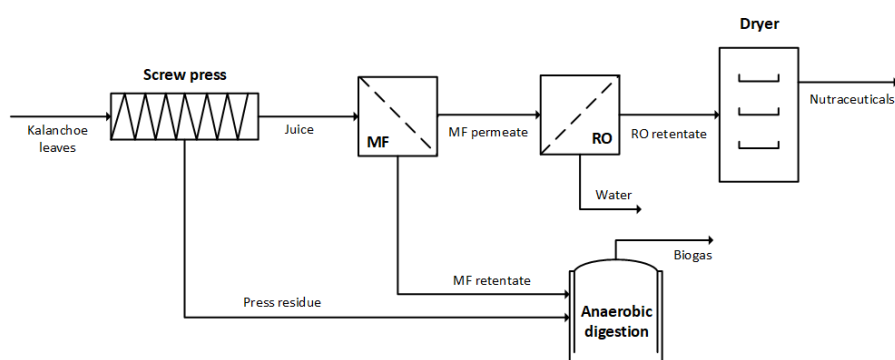 Dryer
Screw press
Nutraceuticals
Kalanchoe
leaves
Juice
MF
MF permeate
RO
RO retentate
Water
Biogas
MF retentate
Press residue
Anaerobic
digestion